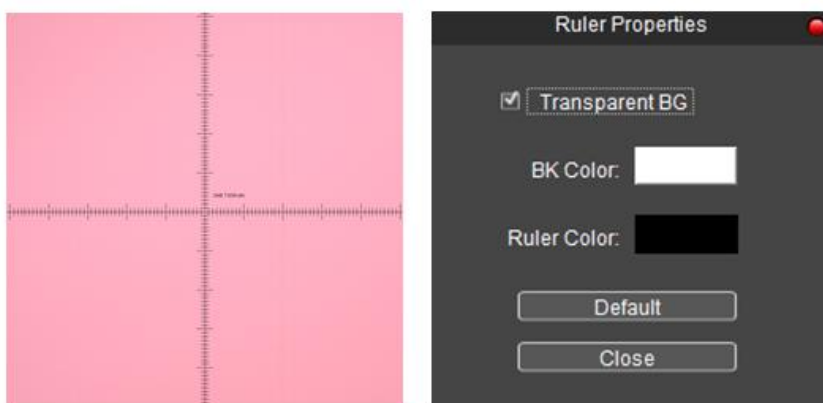 Ruler Properties
Transparent BG
BK Color:
Ruler Color:
Default
Close